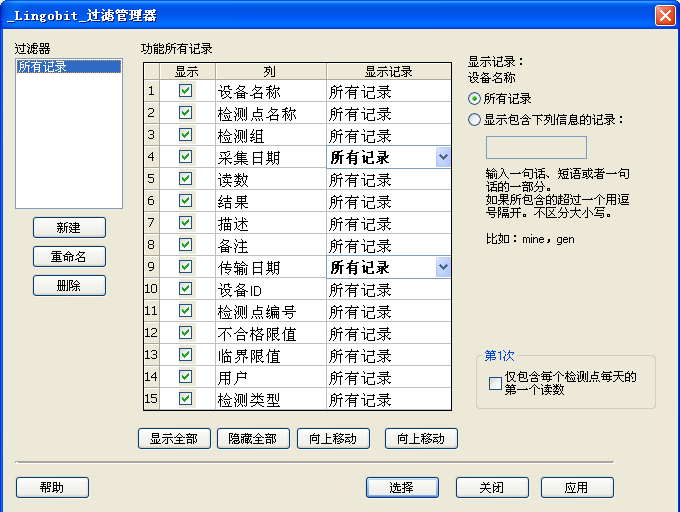 _Lingobit_过滤管理器
过滤器
所有记录
新建
重命名
删除
功能所有记录
显示 列 显示记录
1 设备名称 所有记录
2 检测点名称 所有记录
3 检测组 所有记录
4 采集日期 所有记录
5 读数 所有记录
6 结果 所有记录
7 描述 所有记录
8 备注 所有记录
9 传输日期 所有记录
10 设备ID 所有记录
11 检测点编号 所有记录
12 不合格限值 所有记录
13 临界限值 所有记录
14 用户 所有记录
15 检测类型 所有记录
显示全部 隐藏全部 向上移动 向上移动
显示记录：
设备名称
所有记录
显示包含下列信息的记录：
输入一句话、短语或者一句
话的一部分。
如果所包含的超过一个用逗
号隔开。不区分大小写。
比如：mine，gen
第1次
仅包含每个检测点每天的
第一个读数
帮助 选择 关闭 应用